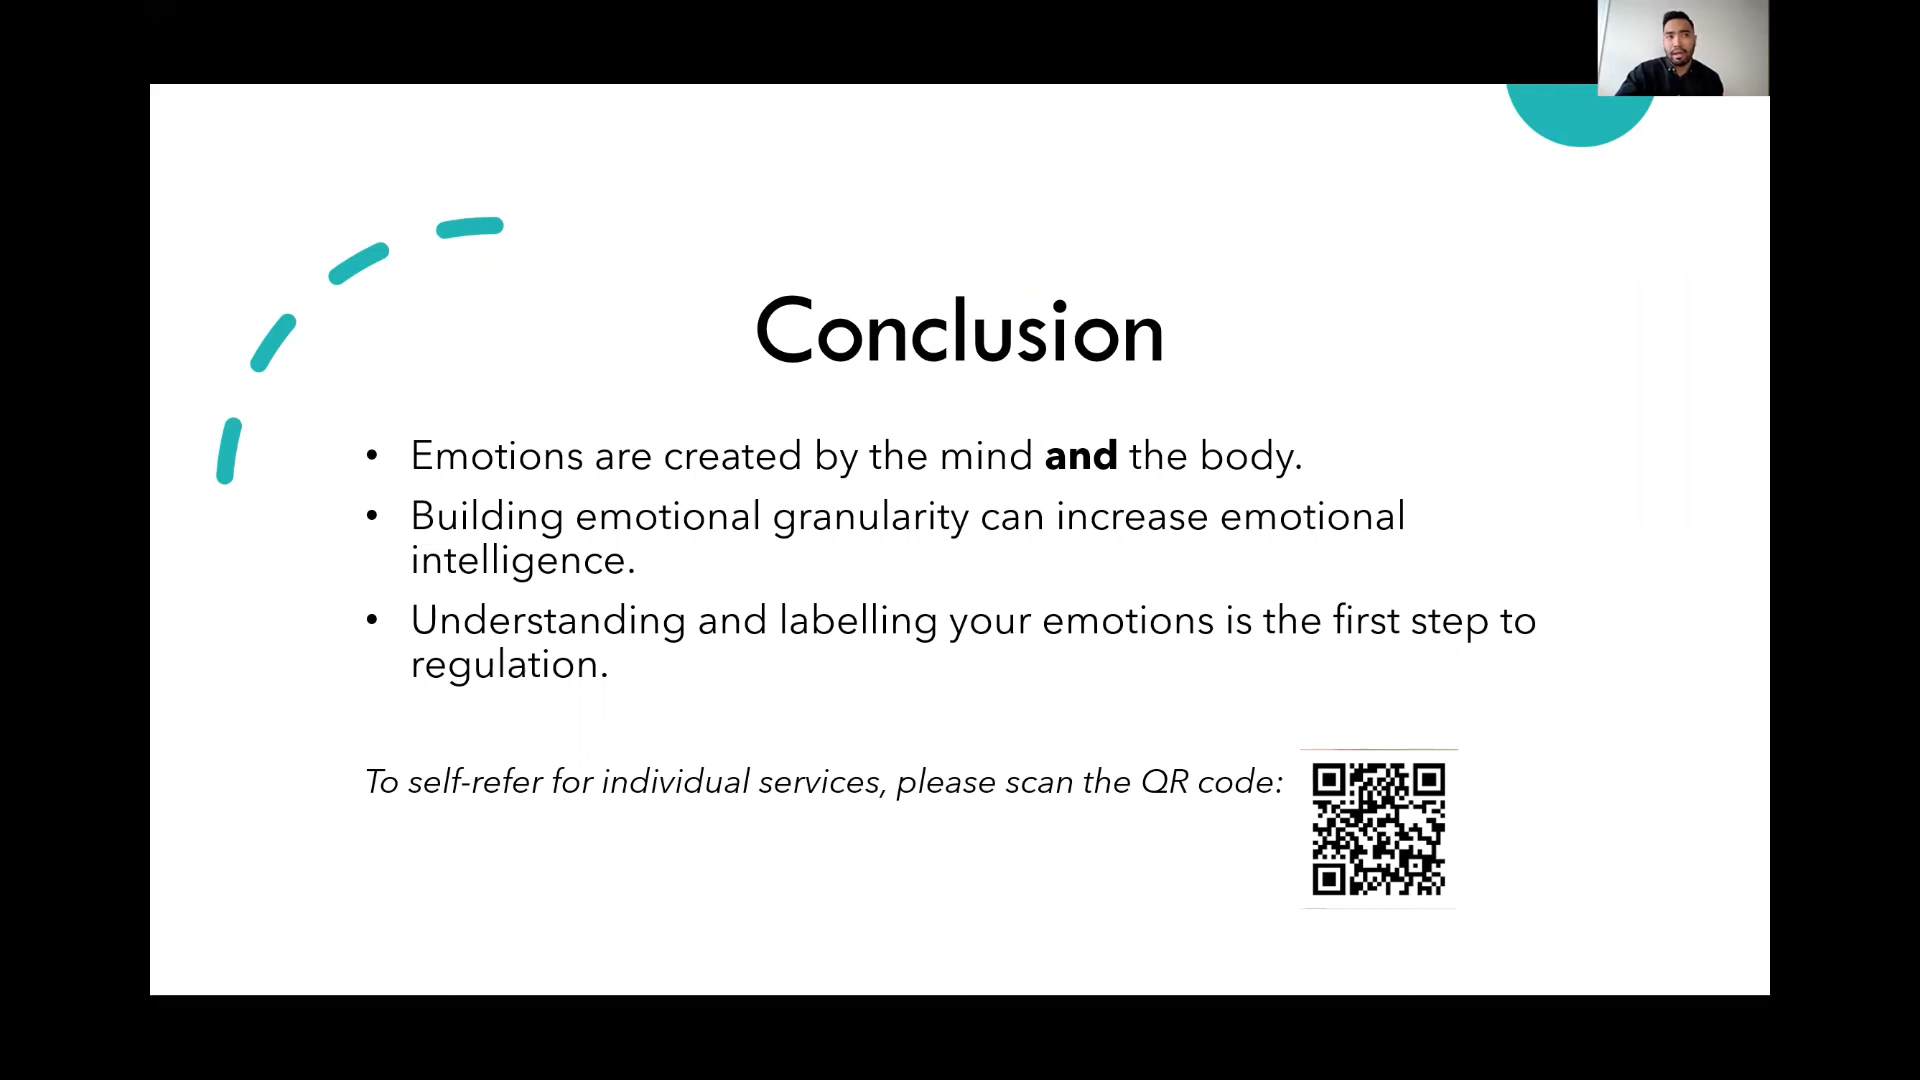 Conclusion
• Emotions are created by the mind and the body.
• Building emotional granularity can increase emotional
intelligence.
• Understanding and labelling your emotions is the first step to
regulation.
To self-refer for individual services, please scan the QR code: